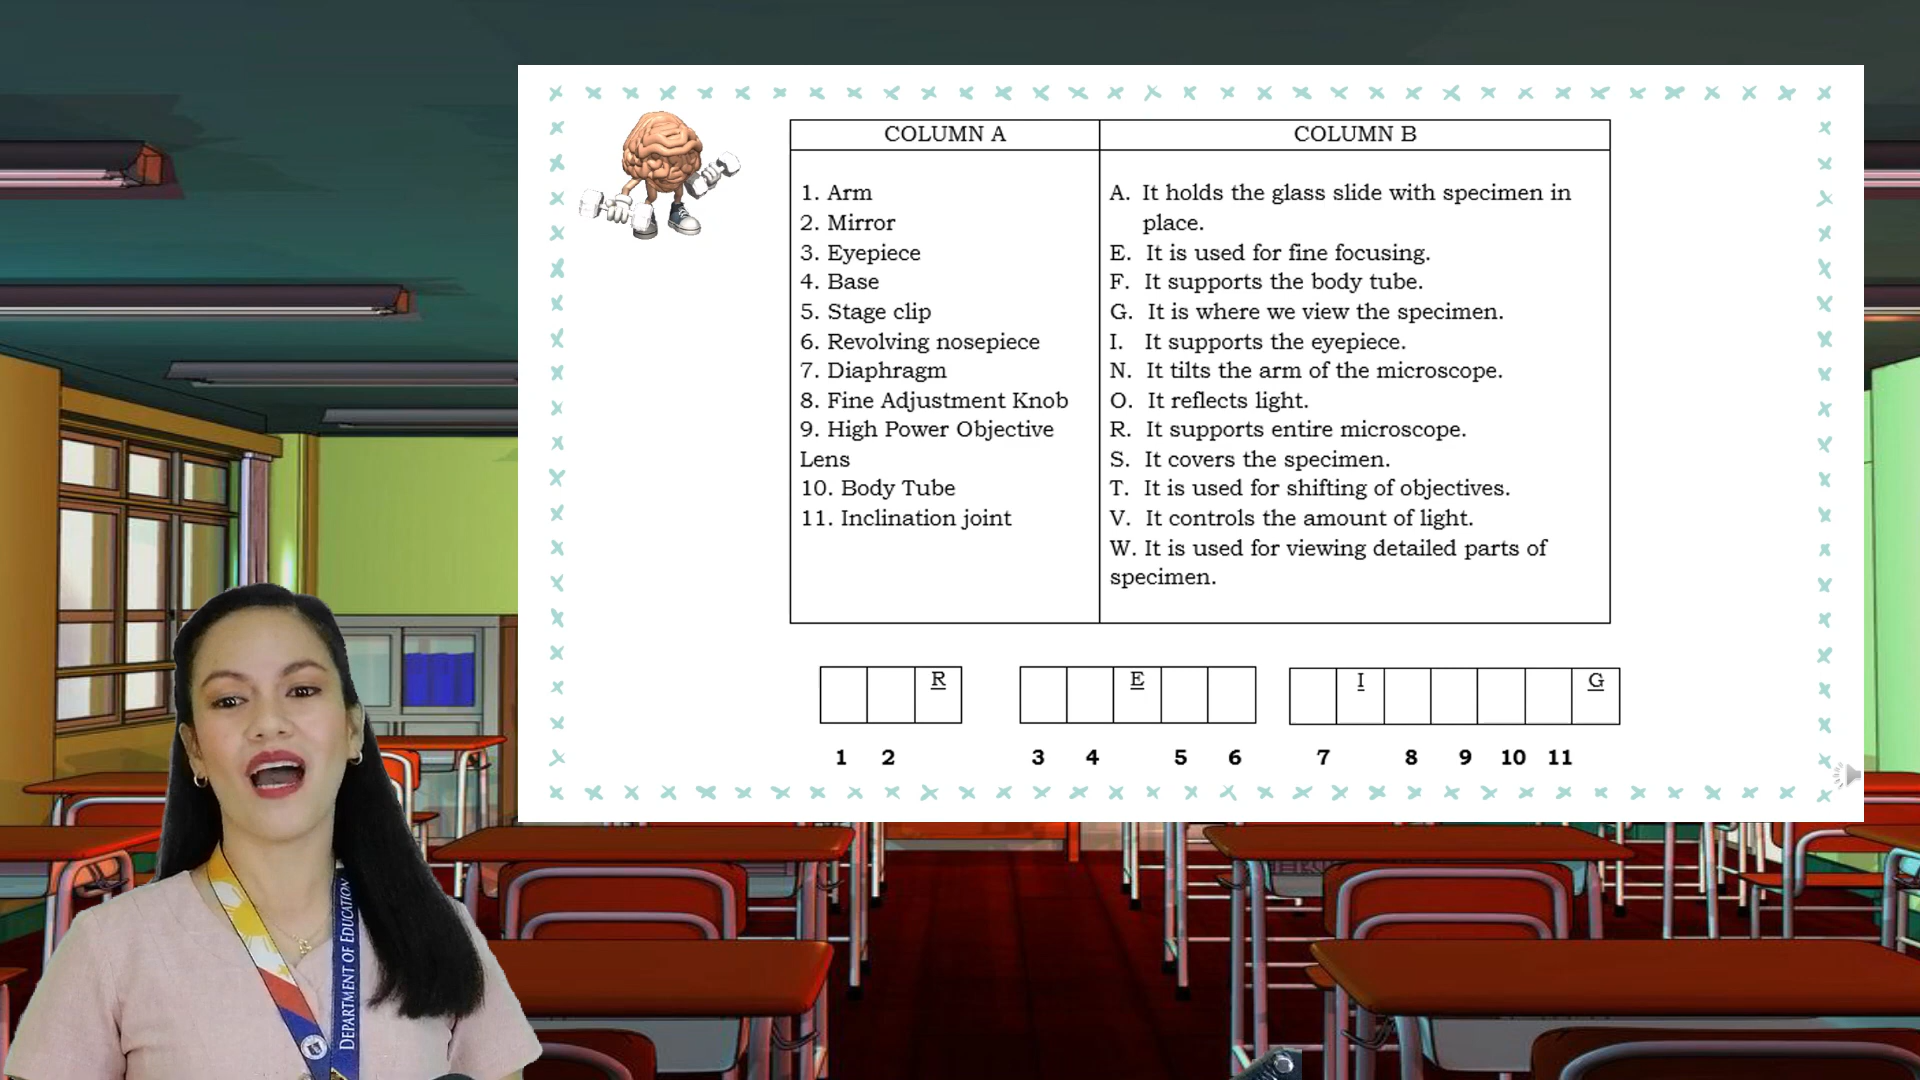 COLUMN A
COLUMN B
1. Arm
2. Mirror
3. Eyepiece
4. Base
5. Stage clip
6. Revolving nosepiece
7. Diaphragm
8. Fine Adjustment Knob
9. High Power Objective
Lens
10. Body Tube
11. Inclination joint
A. It holds the glass slide with specimen in
place.
E. It is used for fine focusing.
F. It supports the body tube.
G. It is where we view the specimen.
I. It supports the eyepiece.
N. It tilts the arm of the microscope.
O. It reflects light.
R. It supports entire microscope.
S. It covers the specimen.
T. It is used for shifting of objectives.
V. It controls the amount of light.
W. It is used for viewing detailed parts of
specimen.
R E I G
1 2 3 4 5 6 7 8 9 10 11
DEPARTMENT OF EDUCATION